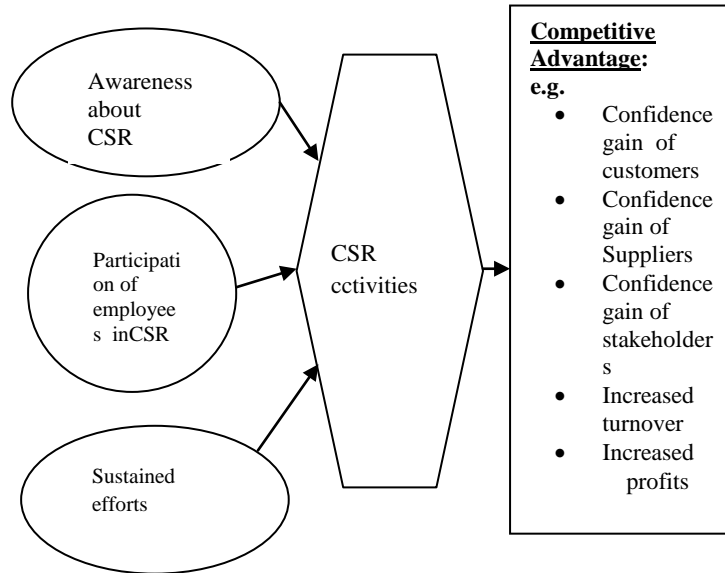 Awareness
about
CSR
Participati
on of
employee
s inCSR
Sustained
efforts
CSR
cctivities
Competitive
Advantage:
e.g.
• Confidence
gain of
customers
• Confidence
gain of
Suppliers
• Confidence
gain of
stakeholder
s
• Increased
turnover
• Increased
profits